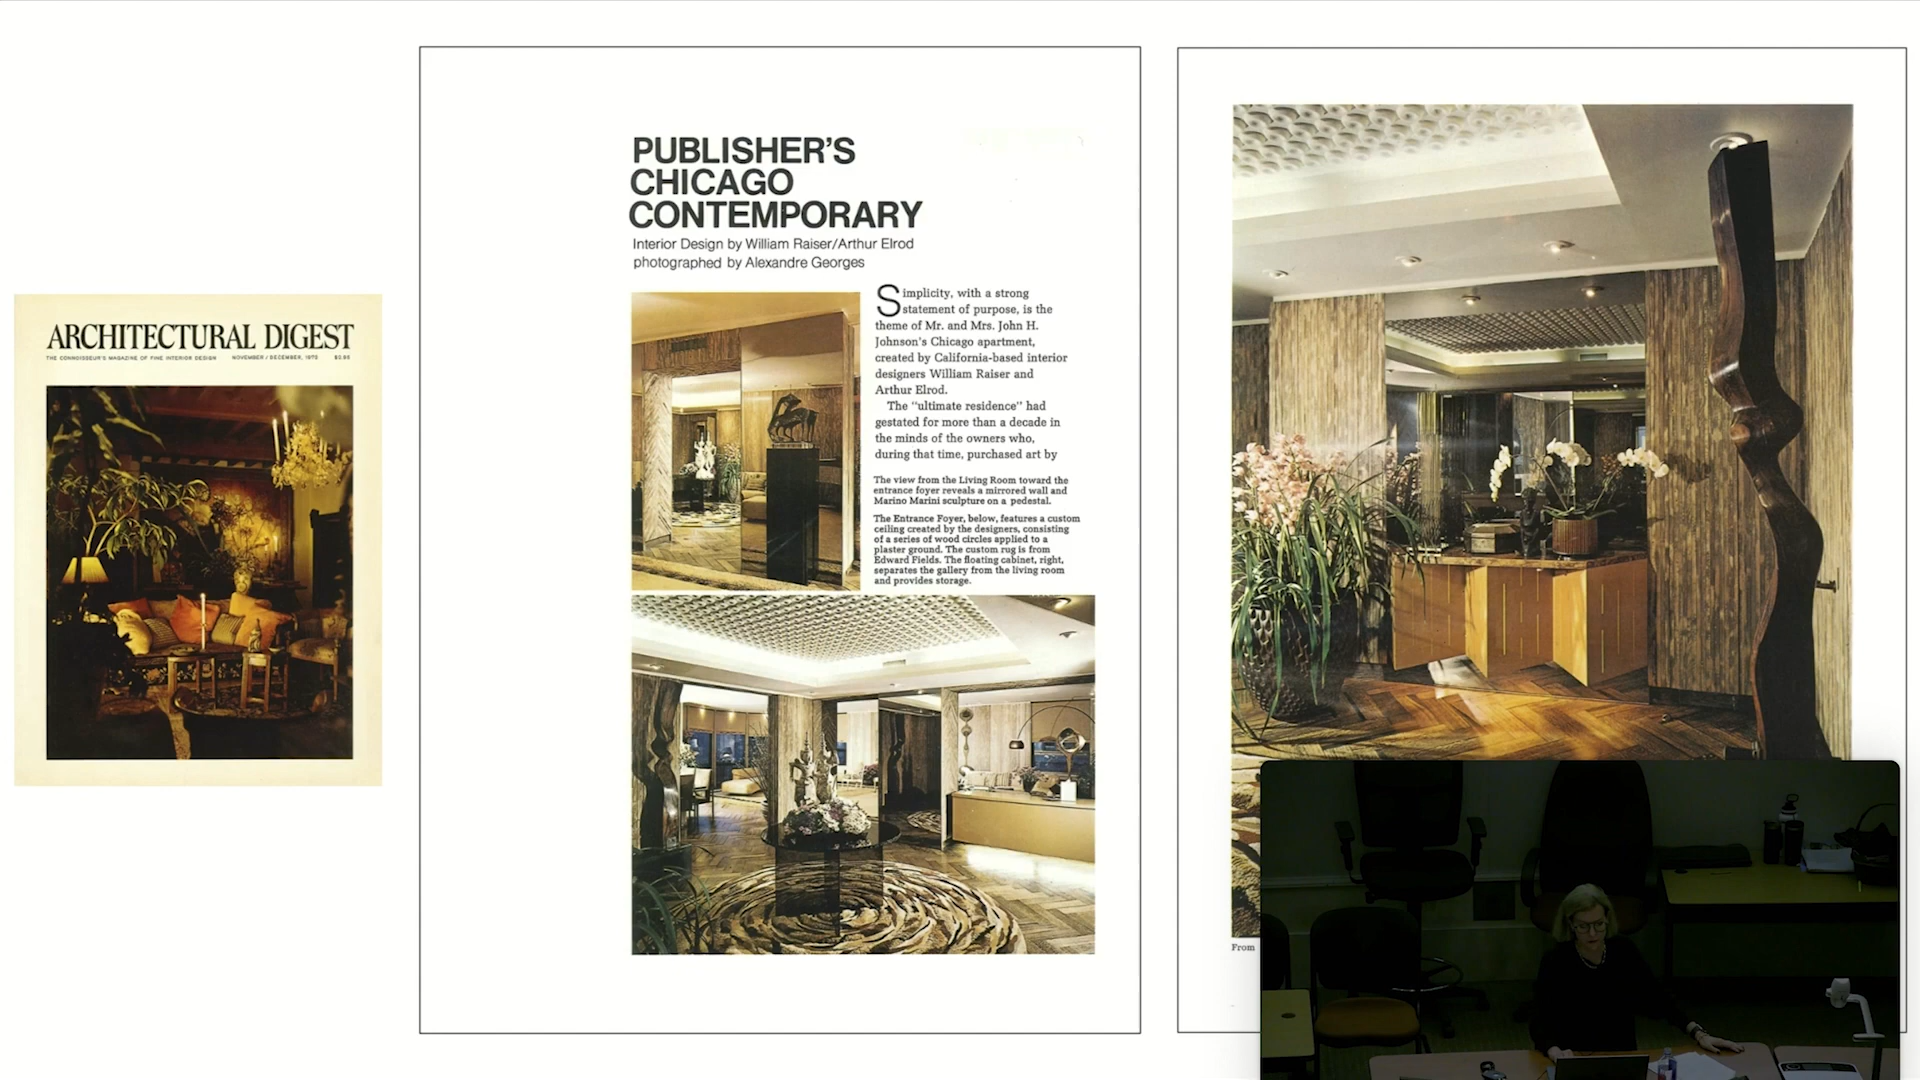 ARCHITECTURAL DIGEST
THE CONNOISSEUR'S MAGAZINE OF FINE INTERIOR DESIGN NOVEMBER / DECEMBER, 1970
PUBLISHER'S
CHICAGO
CONTEMPORARY
Interior Design by William Raiser/Arthur Elrod
photographed by Alexandre Georges
Simplicity, with a strong
statement of purpose, is the
theme of Mr. and Mrs. John H.
Johnson's Chicago apartment,
created by California-based interior
designers William Raiser and
Arthur Elrod.
The "ultimate residence" had
gestated for more than a decade in
the minds of the owners who,
during that time, purchased art by
The view from the Living Room toward the
entrance foyer reveals a mirrored wall and
Marino Marini sculpture on a pedestal.
The Entrance Foyer, below, features a custom
ceiling created by the designers, consisting
of a series of wood circles applied to a
plaster ground. The custom rug is from
Edward Fields. The floating cabinet, right,
separates the gallery from the living room
and provides storage.
From